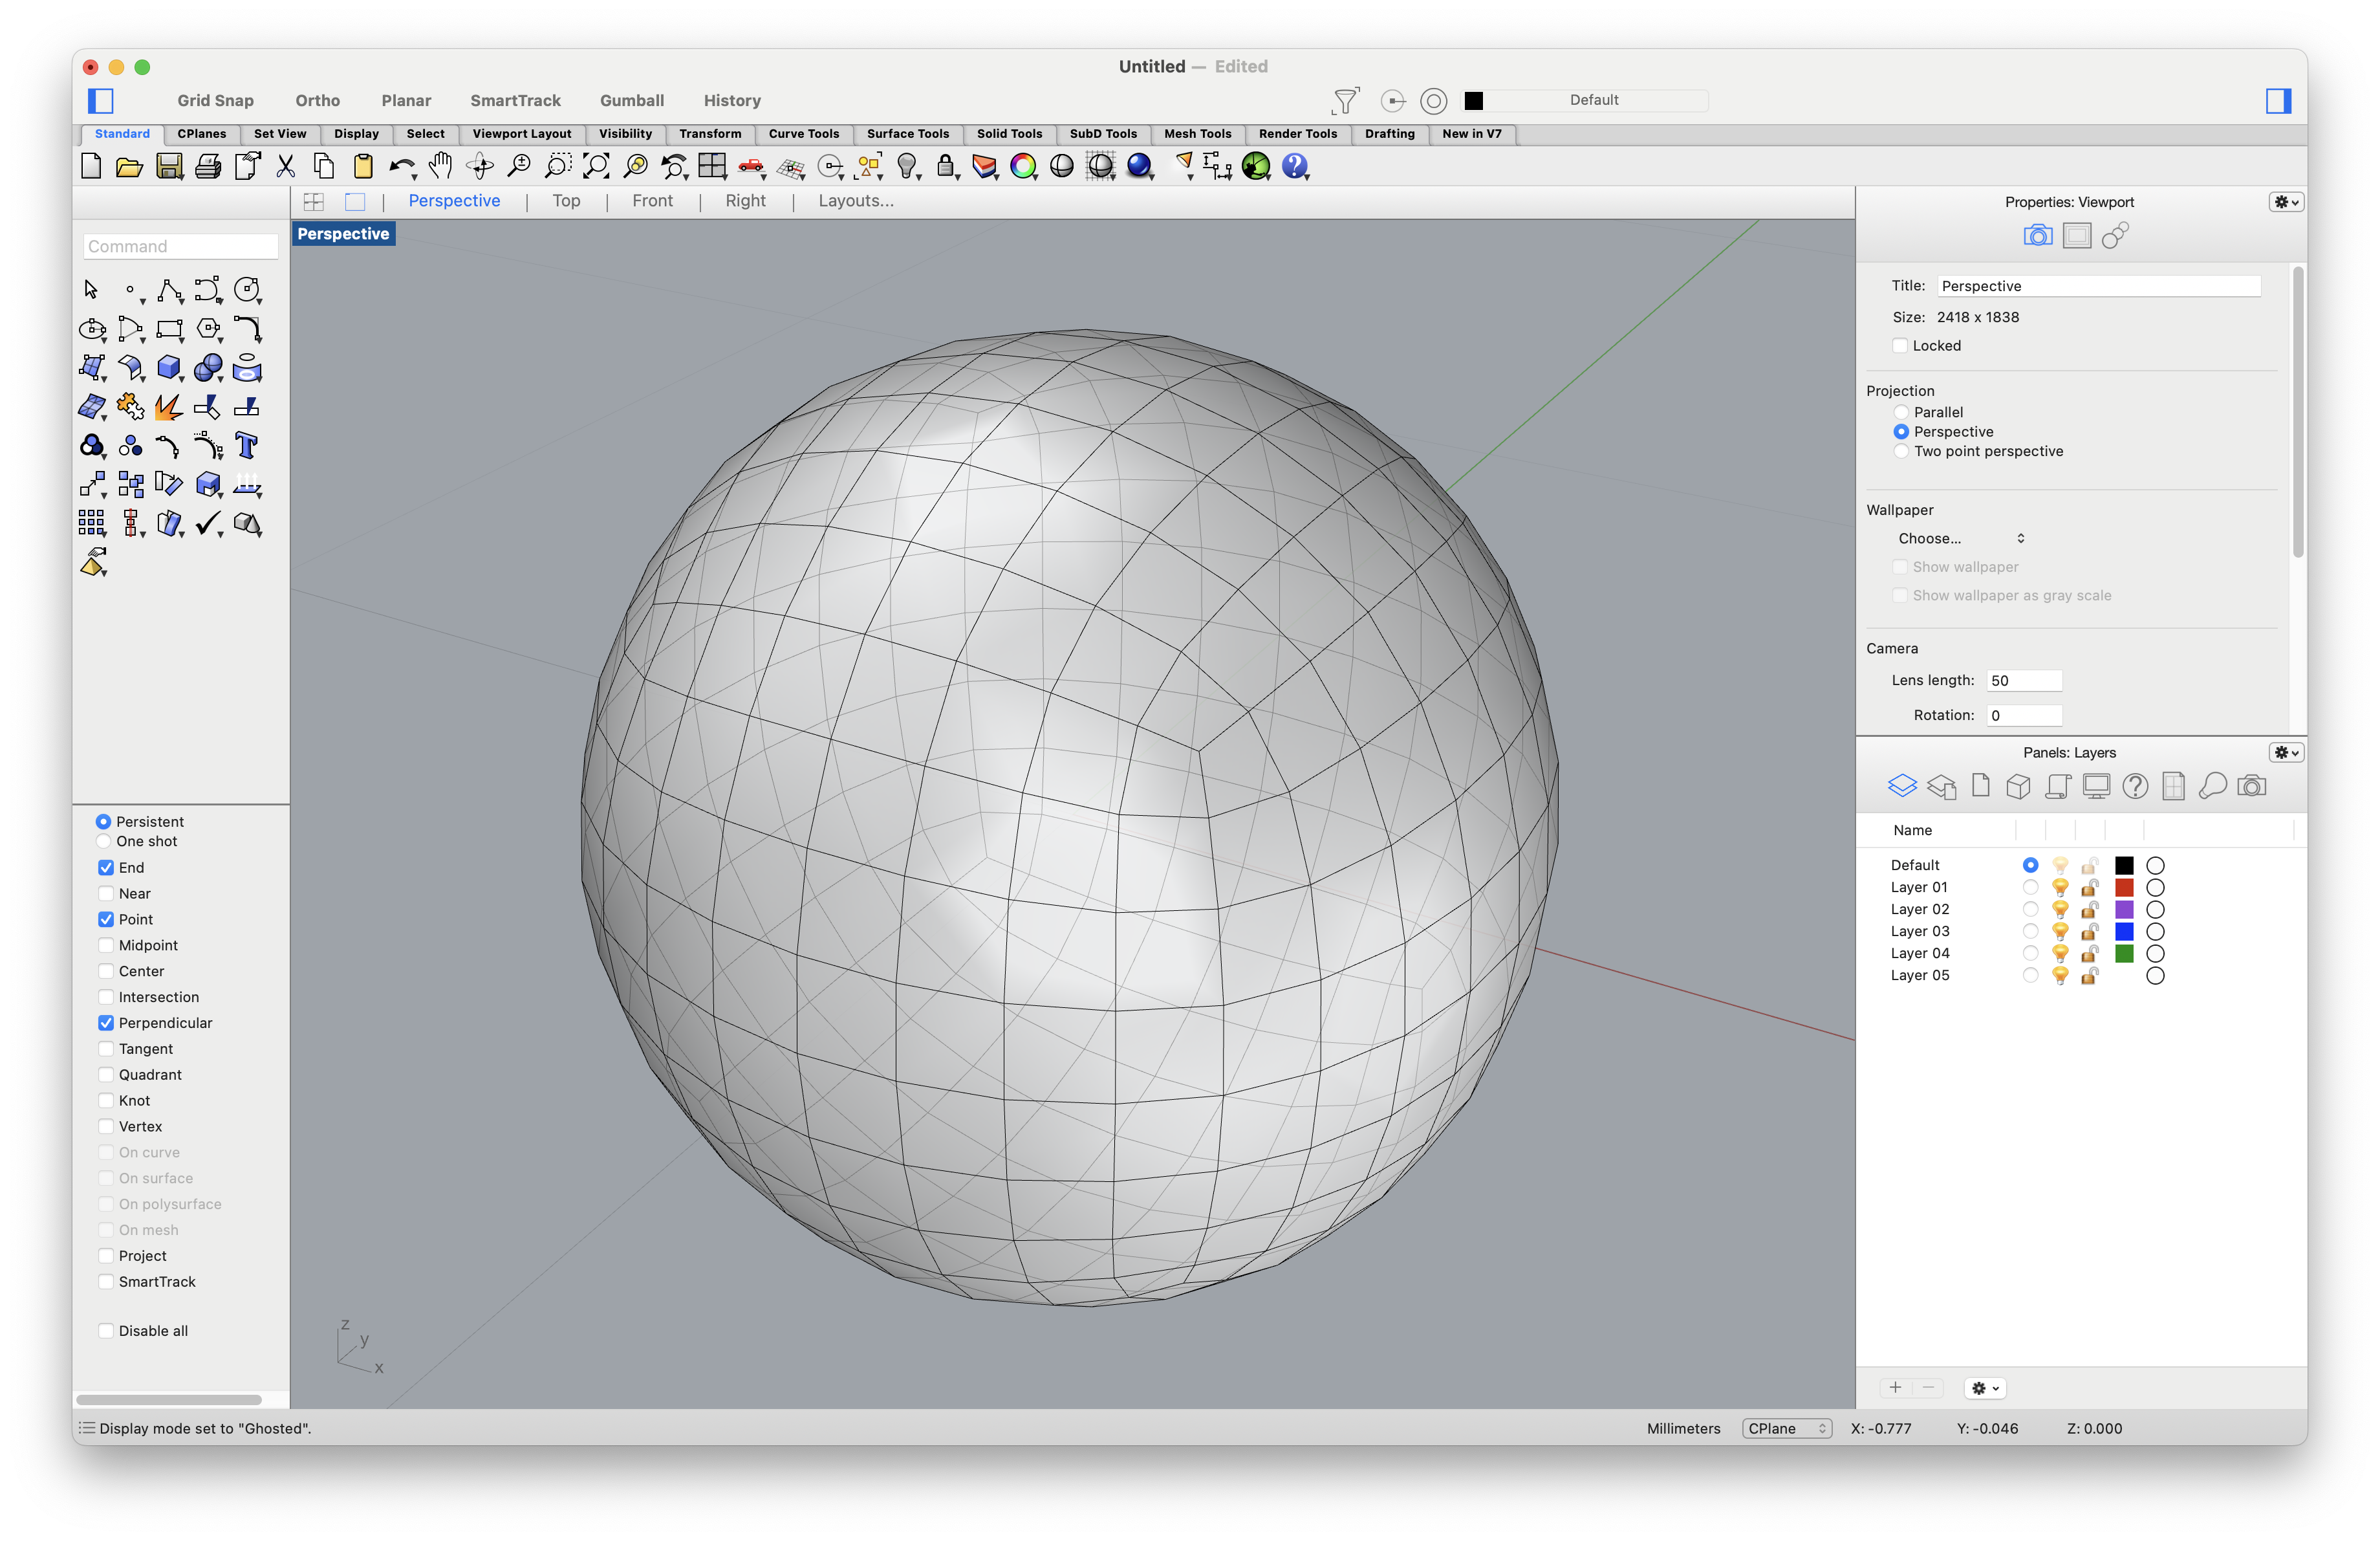 Untitled — Edited
Grid Snap Ortho Planar SmartTrack Gumball History Default
Standard CPlanes Set View Display Select Viewport Layout Visibility Transform Curve Tools Surface Tools Solid Tools SubD Tools Mesh Tools Render Tools Drafting New in V7
Perspective | Top | Front | Right | Layouts...
Perspective
Command
Persistent
One shot
End
Near
Point
Midpoint
Center
Intersection
Perpendicular
Tangent
Quadrant
Knot
Vertex
On curve
On surface
On polysurface
On mesh
Project
SmartTrack
Disable all
z
y
x
Properties: Viewport
Title: Perspective
Size: 2418 x 1838
Locked
Projection
Parallel
Perspective
Two point perspective
Wallpaper
Choose...
Show wallpaper
Show wallpaper as gray scale
Camera
Lens length: 50
Rotation: 0
Panels: Layers
Name
Default
Layer 01
Layer 02
Layer 03
Layer 04
Layer 05
Display mode set to "Ghosted".
Millimeters CPlane X: -0.777 Y: -0.046 Z: 0.000